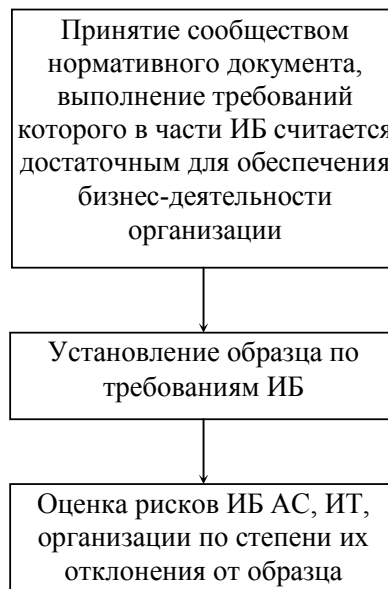 Принятие сообществом
нормативного документа,
выполнение требований
которого в части ИБ считается
достаточным для обеспечения
бизнес-деятельности
организации
Установление образца по
требованиям ИБ
Оценка рисков ИБ АС, ИТ,
организации по степени их
отклонения от образца